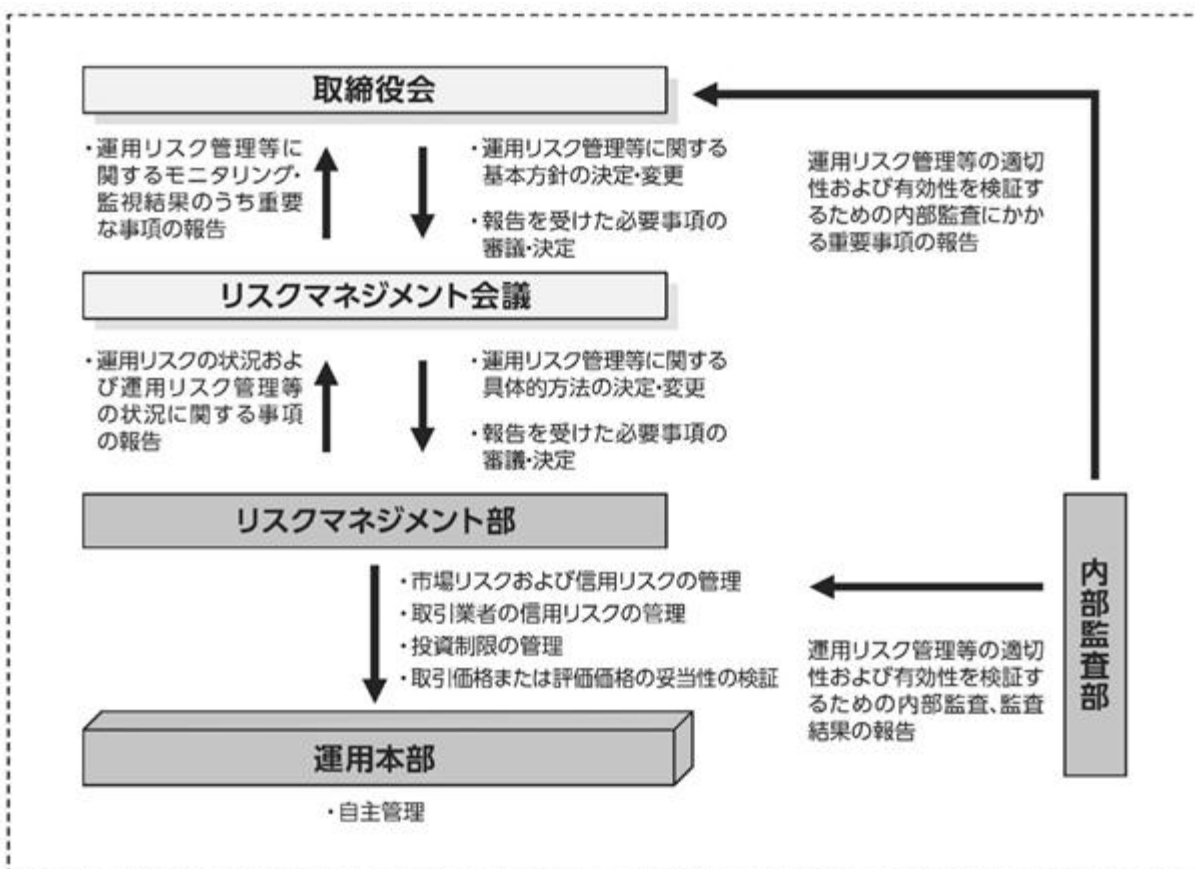 取締役会
・運用リスク管理等に
関するモニタリング・
監視結果のうち重要
な事項の報告
・運用リスク管理等に関する
基本方針の決定・変更
・報告を受けた必要事項の
審議・決定
運用リスク管理等の適切
性および有効性を検証す
るための内部監査にかか
る重要事項の報告
リスクマネジメント会議
・運用リスクの状況およ
び運用リスク管理等
の状況に関する事項
の報告
・運用リスク管理等に関する
具体的方法の決定・変更
・報告を受けた必要事項の
審議・決定
リスクマネジメント部
・市場リスクおよび信用リスクの管理
・取引業者の信用リスクの管理
・投資制限の管理
・取引価格または評価価格の妥当性の検証
運用リスク管理等の適切
性および有効性を検証す
るための内部監査、監査
結果の報告
内部監査部
運用本部
・自主管理